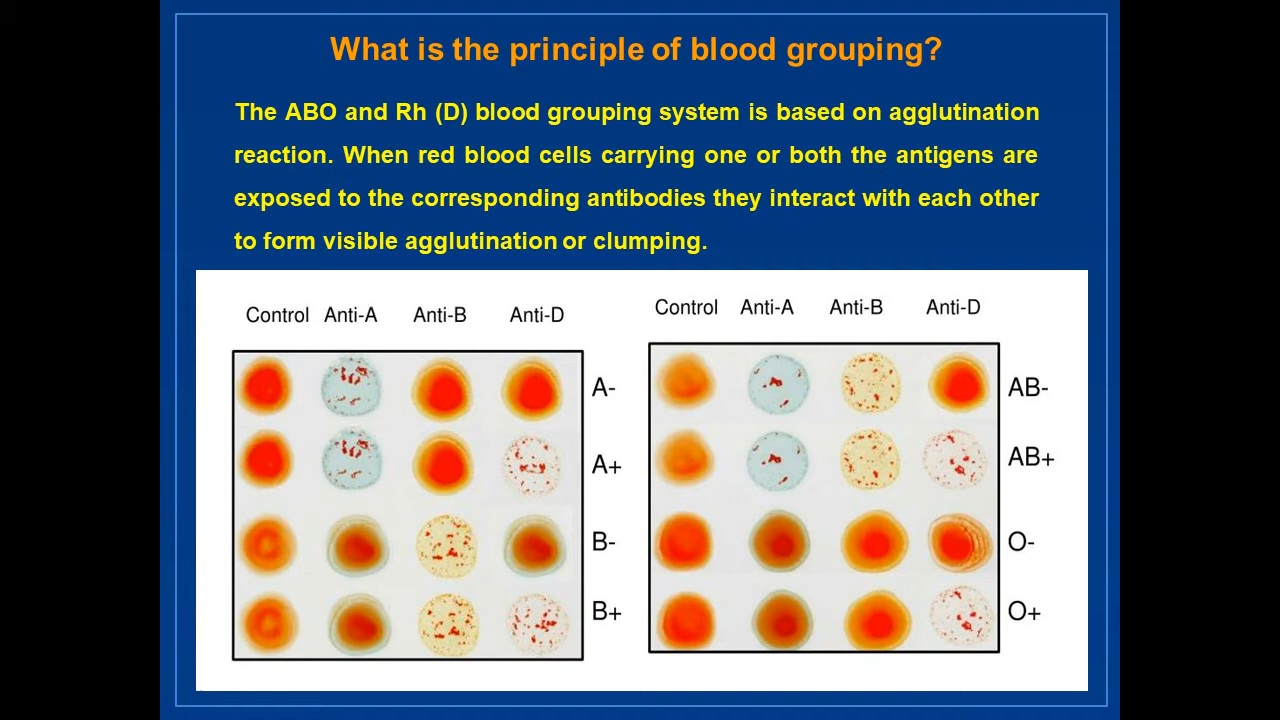 What is the principle of blood grouping?
The ABO and Rh (D) blood grouping system is based on agglutination
reaction. When red blood cells carrying one or both the antigens are
exposed to the corresponding antibodies they interact with each other
to form visible agglutination or clumping.
Control Anti-A Anti-B Anti-D
A-
A+
B-
B+
Control Anti-A Anti-B Anti-D
AB-
AB+
O-
O+